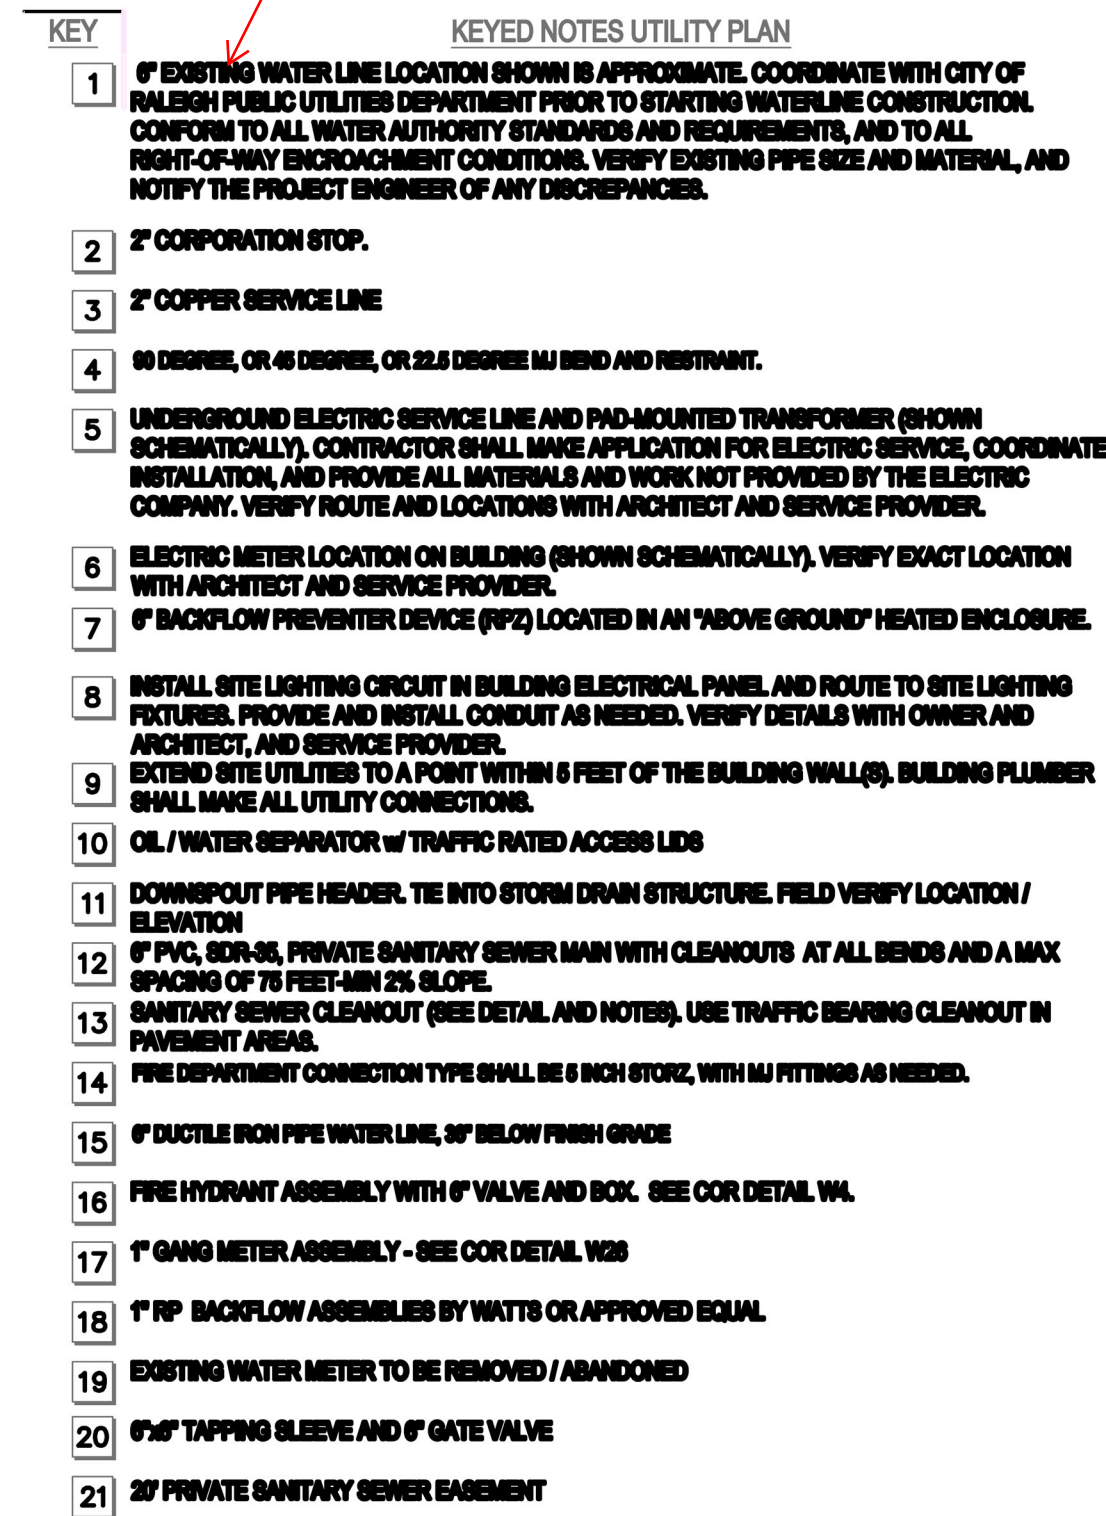 KEY KEYED NOTES UTILITY PLAN
1 6" EXISTING WATER LINE LOCATION SHOWN IS APPROXIMATE. COORDINATE WITH CITY OF
RALEIGH PUBLIC UTILITIES DEPARTMENT PRIOR TO STARTING WATERLINE CONSTRUCTION.
CONFORM TO ALL WATER AUTHORITY STANDARDS AND REQUIREMENTS, AND TO ALL
RIGHT-OF-WAY ENCROACHMENT CONDITIONS. VERIFY EXISTING PIPE SIZE AND MATERIAL, AND
NOTIFY THE PROJECT ENGINEER OF ANY DISCREPANCIES.
2 2" CORPORATION STOP.
3 2" COPPER SERVICE LINE
4 90 DEGREE, OR 45 DEGREE, OR 22.5 DEGREE MJ BEND AND RESTRAINT.
5 UNDERGROUND ELECTRIC SERVICE LINE AND PAD-MOUNTED TRANSFORMER (SHOWN
SCHEMATICALLY). CONTRACTOR SHALL MAKE APPLICATION FOR ELECTRIC SERVICE, COORDINATE
INSTALLATION, AND PROVIDE ALL MATERIALS AND WORK NOT PROVIDED BY THE ELECTRIC
COMPANY. VERIFY ROUTE AND LOCATIONS WITH ARCHITECT AND SERVICE PROVIDER.
6 ELECTRIC METER LOCATION ON BUILDING (SHOWN SCHEMATICALLY). VERIFY EXACT LOCATION
WITH ARCHITECT AND SERVICE PROVIDER.
7 6" BACKFLOW PREVENTER DEVICE (RPZ) LOCATED IN AN "ABOVE GROUND" HEATED ENCLOSURE.
8 INSTALL SITE LIGHTING CIRCUIT IN BUILDING ELECTRICAL PANEL AND ROUTE TO SITE LIGHTING
FIXTURES. PROVIDE AND INSTALL CONDUIT AS NEEDED. VERIFY DETAILS WITH OWNER AND
ARCHITECT, AND SERVICE PROVIDER.
9 EXTEND SITE UTILITIES TO A POINT WITHIN 5 FEET OF THE BUILDING WALL(S). BUILDING PLUMBER
SHALL MAKE ALL UTILITY CONNECTIONS.
10 OIL / WATER SEPARATOR w/ TRAFFIC RATED ACCESS LIDS
11 DOWNSPOUT PIPE HEADER. TIE INTO STORM DRAIN STRUCTURE. FIELD VERIFY LOCATION /
ELEVATION
12 6" PVC, SDR-35, PRIVATE SANITARY SEWER MAIN WITH CLEANOUTS AT ALL BENDS AND A MAX
SPACING OF 75 FEET-MIN 2% SLOPE.
13 SANITARY SEWER CLEANOUT (SEE DETAIL AND NOTES). USE TRAFFIC BEARING CLEANOUT IN
PAVEMENT AREAS.
14 FIRE DEPARTMENT CONNECTION TYPE SHALL BE 5 INCH STORZ, WITH MJ FITTINGS AS NEEDED.
15 6" DUCTILE IRON PIPE WATER LINE, 36" BELOW FINISH GRADE
16 FIRE HYDRANT ASSEMBLY WITH 6" VALVE AND BOX. SEE COR DETAIL W4.
17 1" GANG METER ASSEMBLY - SEE COR DETAIL W26
18 1" RP BACKFLOW ASSEMBLIES BY WATTS OR APPROVED EQUAL
19 EXISTING WATER METER TO BE REMOVED / ABANDONED
20 6"x6" TAPPING SLEEVE AND 6" GATE VALVE
21 20' PRIVATE SANITARY SEWER EASEMENT